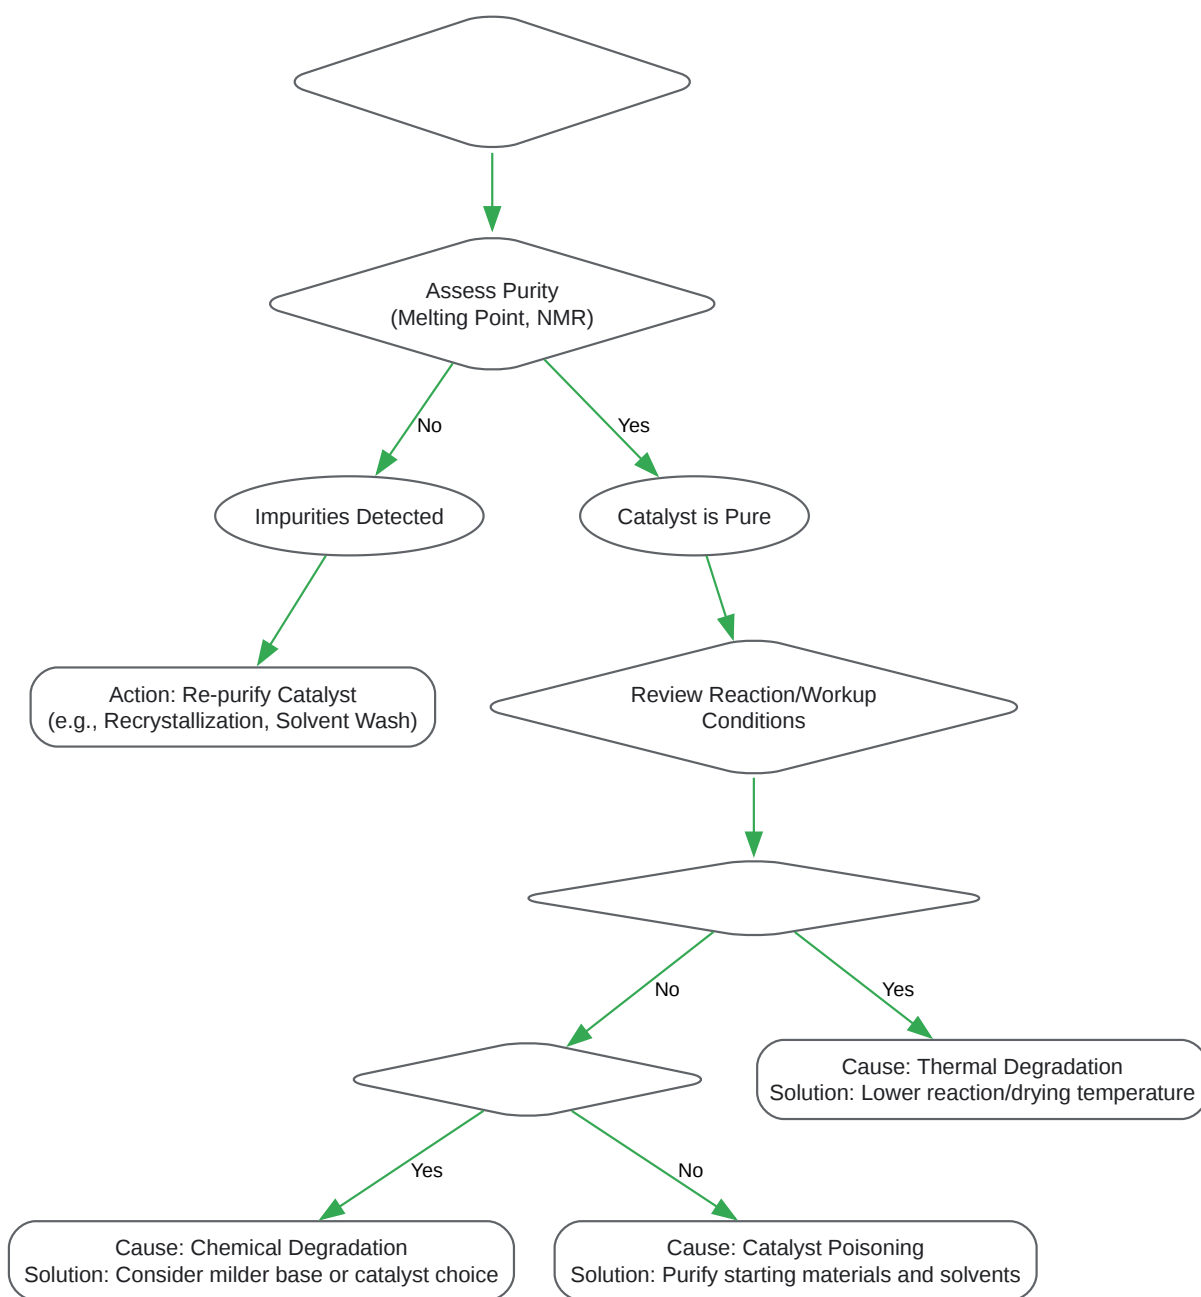 Assess Purity
(Melting Point, NMR)
No
Yes
Impurities Detected
Catalyst is Pure
Action: Re-purify Catalyst
(e.g., Recrystallization, Solvent Wash)
Review Reaction/Workup
Conditions
No
Yes
Cause: Thermal Degradation
Solution: Lower reaction/drying temperature
Yes
No
Cause: Chemical Degradation
Solution: Consider milder base or catalyst choice
Cause: Catalyst Poisoning
Solution: Purify starting materials and solvents